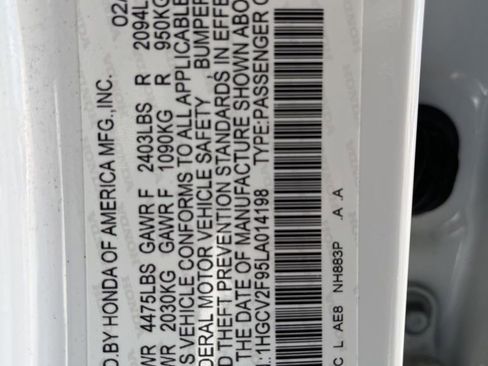 D.BY HONDA OF AMERICA MFG.,INC. 02/
WR 4475LBS GAWR F 2403LBS R 2094L
WR 2030KG GAWR F 1090KG R 950KG
S VEHICLE CONFORMS TO ALL APPLICABLE
DERAL MOTOR VEHICLE SAFETY BUMPER
D THEFT PREVENTION STANDARDS IN EFFE
THE DATE OF MANUFACTURE SHOWN ABO
:1HGCV2F95LA014198 TYPE:PASSENGER C
C L AE8 NH883P A A